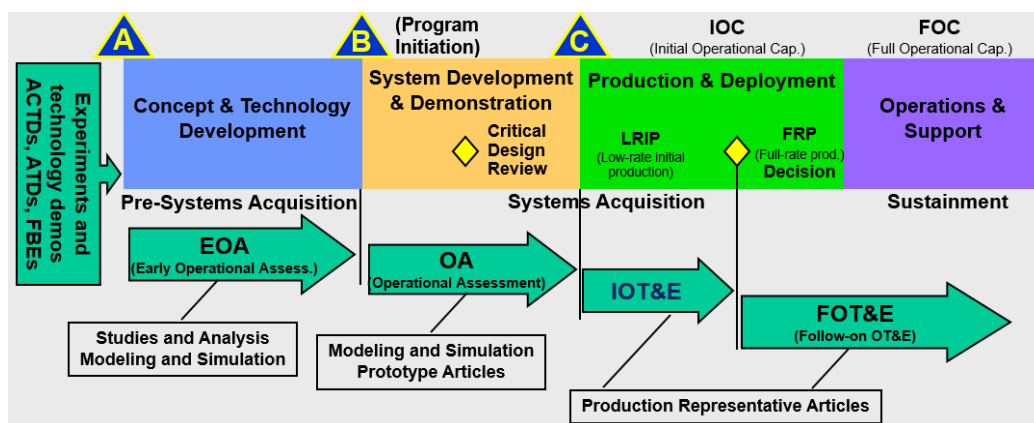 A
B
(Program
Initiation)
C
IOC
(Initial Operational Cap.)
FOC
(Full Operational Cap.)
Experiments and
technology demos
ACTDs, ATDs, FBEs
Concept & Technology
Development
System Development
& Demonstration
Critical
Design
Review
Production & Deployment
LRIP
(Low-rate initial
production)
FRP
(Full-rate prod.)
Decision
Operations &
Support
Pre-Systems Acquisition
Systems Acquisition
Sustainment
EOA
(Early Operational Assess.)
OA
(Operational Assessment)
IOT&E
FOT&E
(Follow-on OT&E)
Studies and Analysis
Modeling and Simulation
Modeling and Simulation
Prototype Articles
Production Representative Articles